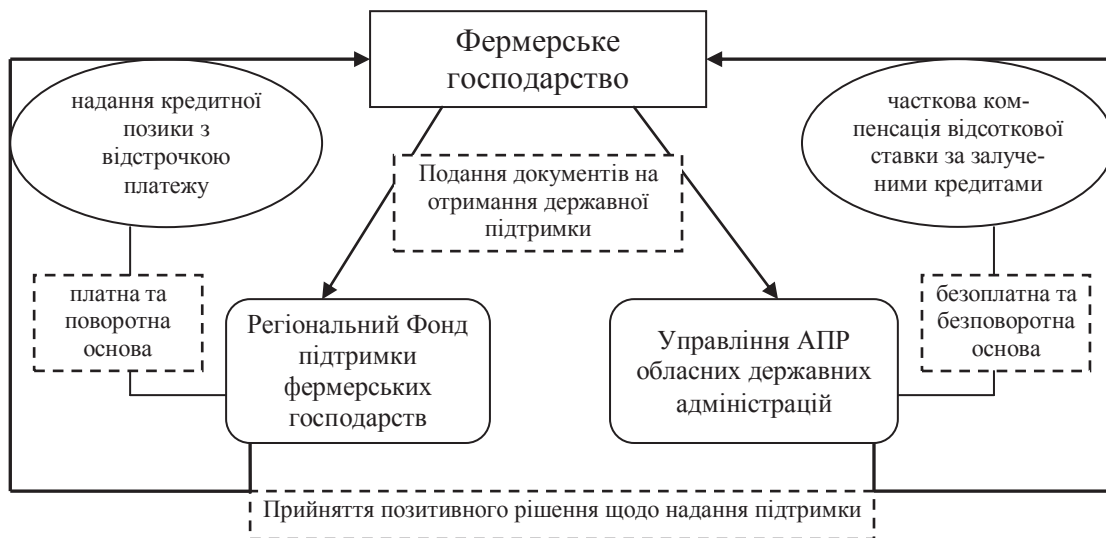 Фермерське
господарство
надання кредитної
позики з
відстрочкою
платежу
часткова ком-
пенсація відсоткової
ставки за залуче-
ними кредитами
Подання документів на
отримання державної
підтримки
платна та
поворотна
основа
Регіональний Фонд
підтримки
фермерських
господарств
Управління АПР
обласних державних
адміністрацій
безоплатна та
безповоротна
основа
Прийняття позитивного рішення щодо надання підтримки